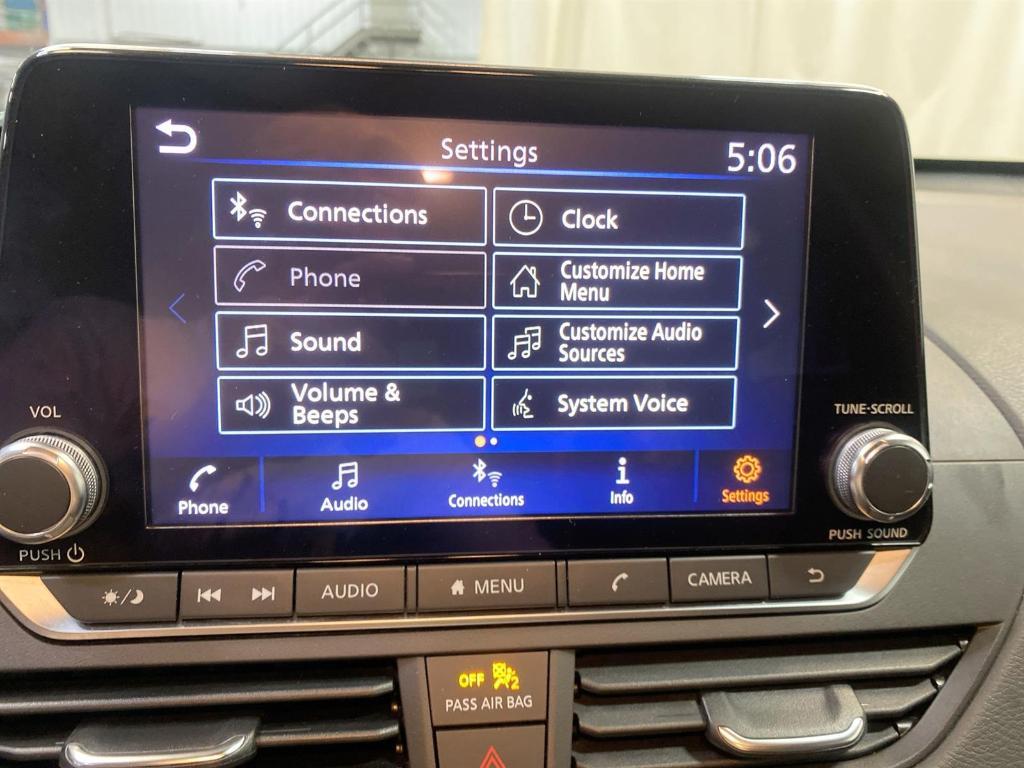 Settings
5:06
Connections
Clock
Phone
Customize Home
Menu
Sound
Customize Audio
Sources
Volume &
Beeps
System Voice
Phone
Audio
Connections
Info
Settings
VOL
TUNE·SCROLL
PUSH
PUSH SOUND
AUDIO
MENU
CAMERA
OFF
2
PASS AIR BAG